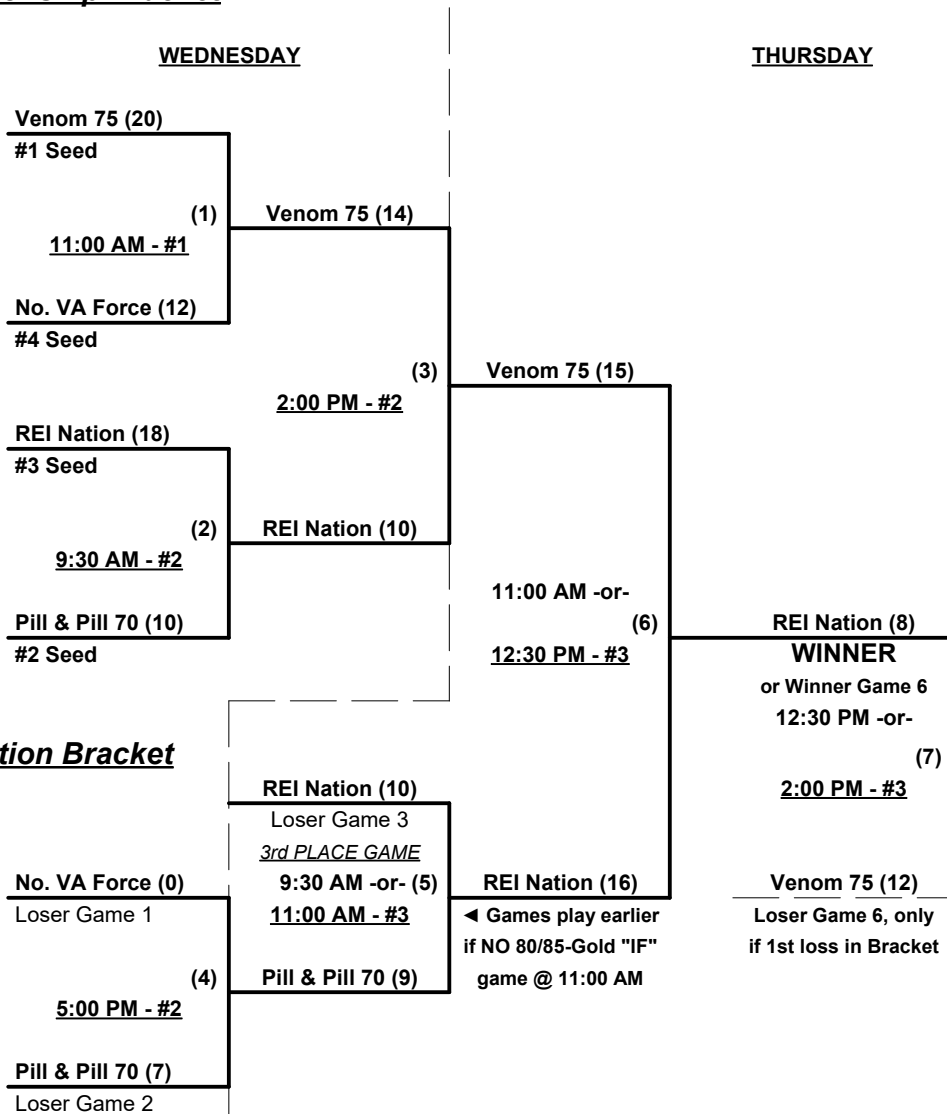 WEDNESDAY
THURSDAY
Venom 75 (20)
#1 Seed
(1)
Venom 75 (14)
11:00 AM - #1
No. VA Force (12)
#4 Seed
(3)
Venom 75 (15)
2:00 PM - #2
REI Nation (18)
#3 Seed
(2)
REI Nation (10)
9:30 AM - #2
11:00 AM -or-
Pill & Pill 70 (10)
(6)
REI Nation (8)
#2 Seed
12:30 PM - #3
WINNER
or Winner Game 6
12:30 PM -or-
tion Bracket
(7)
REI Nation (10)
2:00 PM - #3
Loser Game 3
3rd PLACE GAME
No. VA Force (0)
9:30 AM -or- (5)
REI Nation (16)
Venom 75 (12)
Loser Game 1
11:00 AM - #3
◄ Games play earlier
Loser Game 6, only
if NO 80/85-Gold "IF"
if 1st loss in Bracket
(4)
Pill & Pill 70 (9)
game @ 11:00 AM
5:00 PM - #2
Pill & Pill 70 (7)
Loser Game 2